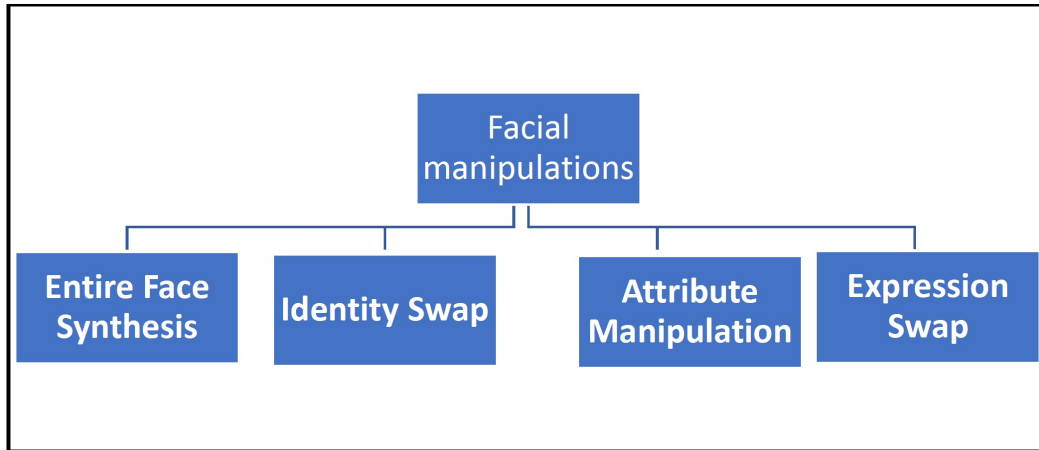 Facial
manipulations
Entire Face
Synthesis
Identity Swap
Attribute
Manipulation
Expression
Swap